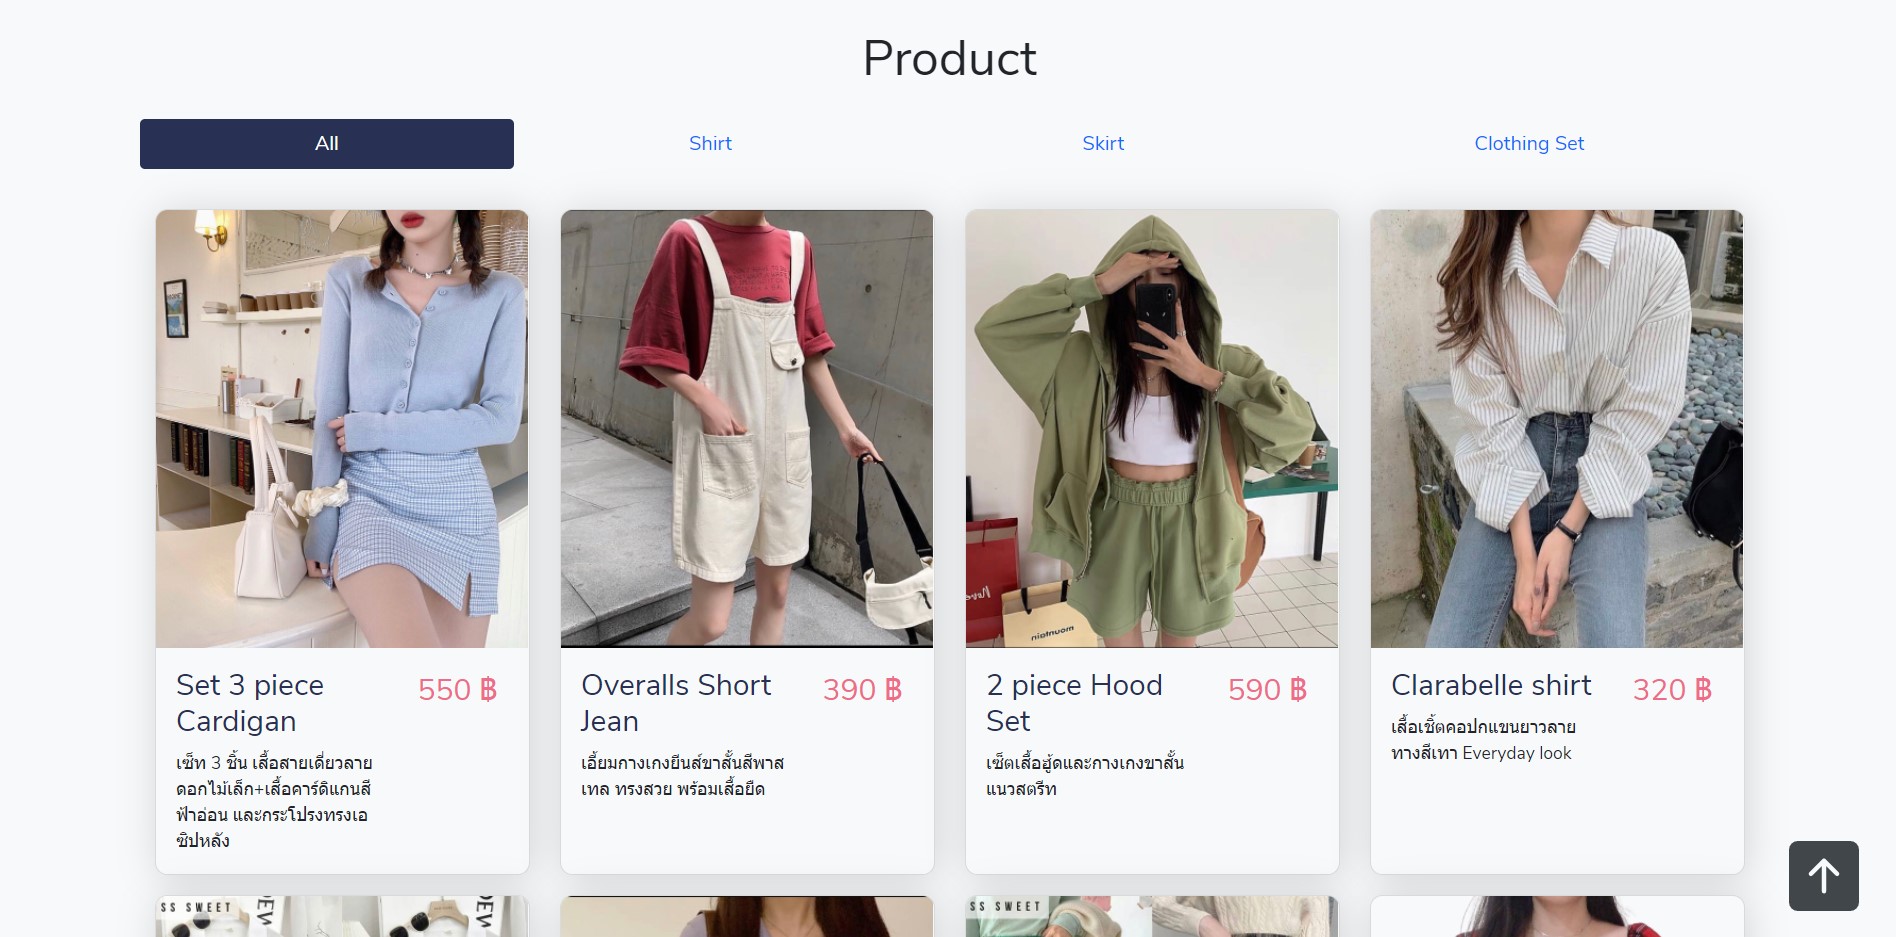 Product
All
Shirt
Skirt
Clothing Set
Set 3 piece
Cardigan
550 ฿
เซ็ท 3 ชิ้น เสื้อสายเดี่ยวลาย
ดอกไม้เล็ก+เสื้อคาร์ดิแกนสี
ฟ้าอ่อน และกระโปรงทรงเอ
ซิปหลัง
Overalls Short
Jean
390 ฿
เอี้ยมกางเกงยีนส์ขาสั้นสีพาส
เทล ทรงสวย พร้อมเสื้อยืด
2 piece Hood
Set
590 ฿
เซ็ตเสื้อฮู้ดและกางเกงขาสั้น
แนวสตรีท
mountain
Clarabelle shirt
320 ฿
เสื้อเชิ้ตคอปกแขนยาวลาย
ทางสีเทา Everyday look
SS SWEET
SS SWEET